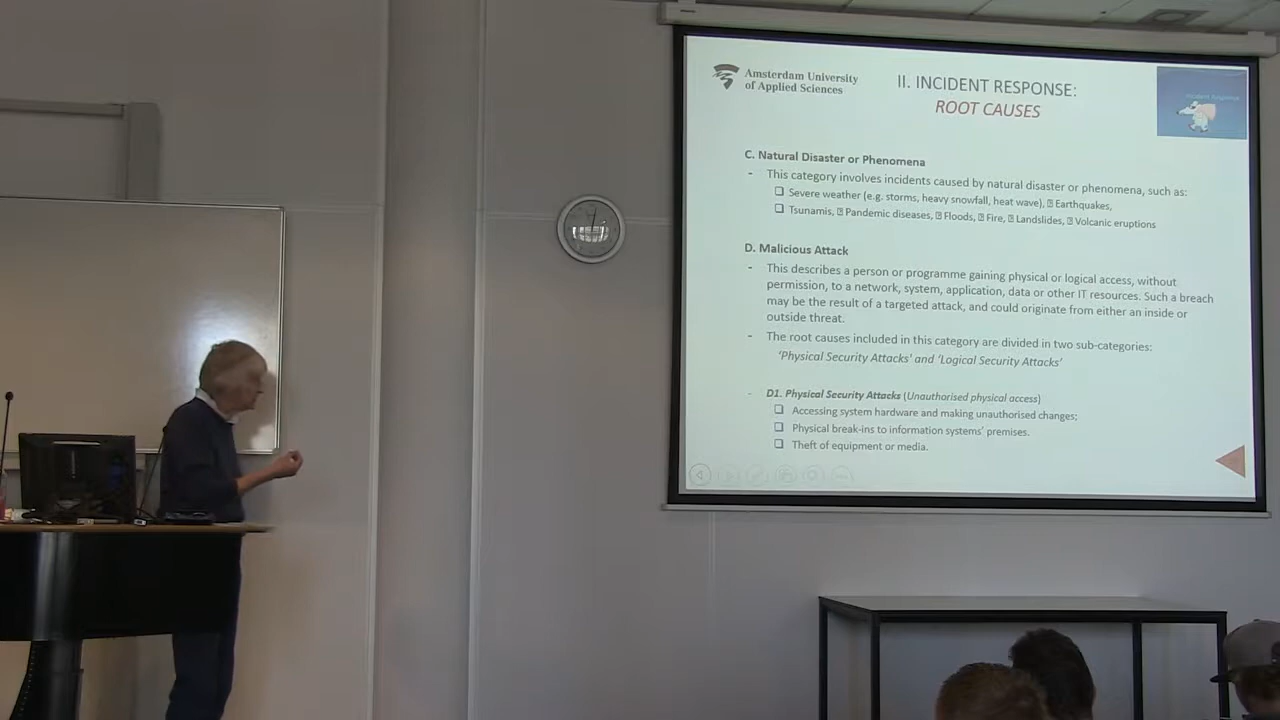 Amsterdam University
of Applied Sciences
II. INCIDENT RESPONSE:
ROOT CAUSES
Incident Response
C. Natural Disaster or Phenomena
- This category involves incidents caused by natural disaster or phenomena, such as:
❑ Severe weather (e.g. storms, heavy snowfall, heat wave), ⍰ Earthquakes,
❑ Tsunamis, ⍰ Pandemic diseases, ⍰ Floods, ⍰ Fire, ⍰ Landslides, ⍰ Volcanic eruptions
D. Malicious Attack
- This describes a person or programme gaining physical or logical access, without
permission, to a network, system, application, data or other IT resources. Such a breach
may be the result of a targeted attack, and could originate from either an inside or
outside threat.
- The root causes included in this category are divided in two sub-categories:
'Physical Security Attacks' and 'Logical Security Attacks'
- D1. Physical Security Attacks (Unauthorised physical access)
❑ Accessing system hardware and making unauthorised changes;
❑ Physical break-ins to information systems' premises.
❑ Theft of equipment or media.